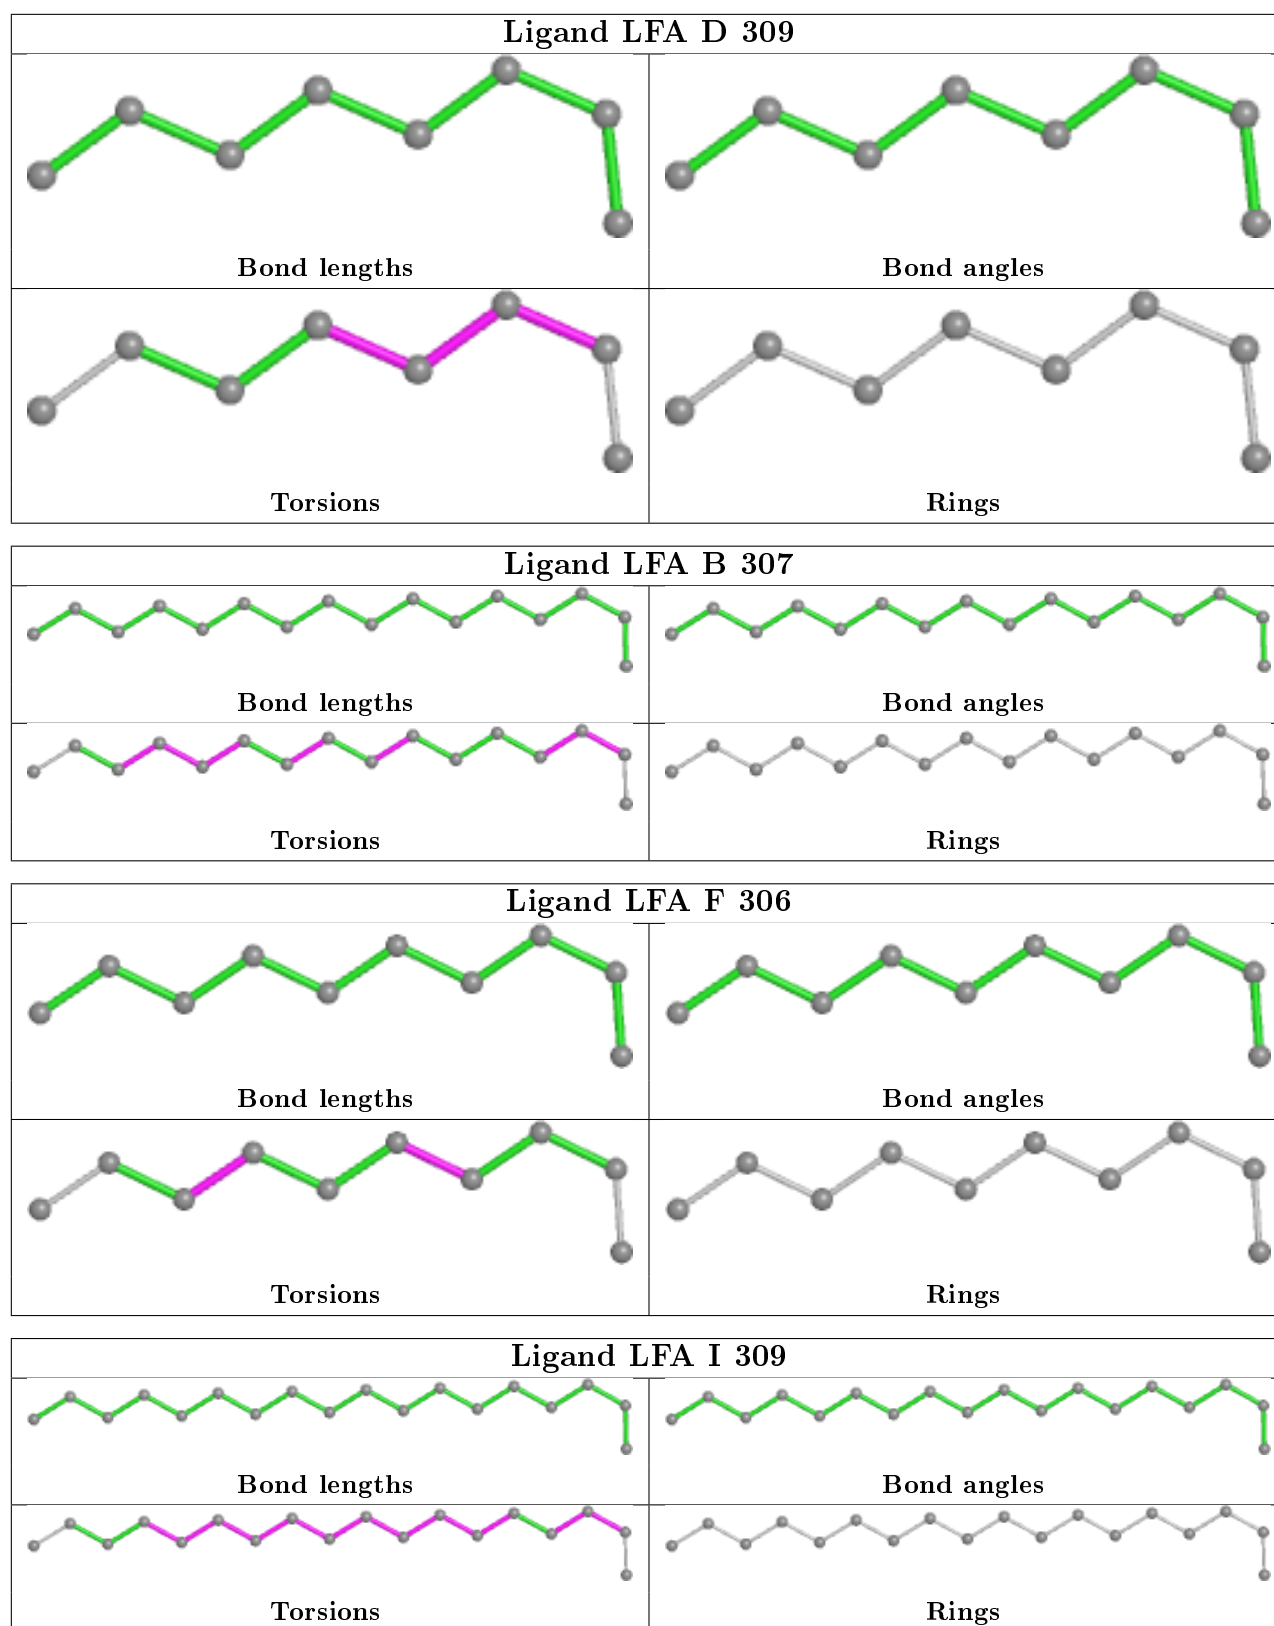 Ligand LFA D 309
Bond lengths
Bond angles
Torsions
Rings
Ligand LFA B 307
Bond lengths
Bond angles
Torsions
Rings
Ligand LFA F 306
Bond lengths
Bond angles
Torsions
Rings
Ligand LFA I 309
Bond lengths
Bond angles
Torsions
Rings